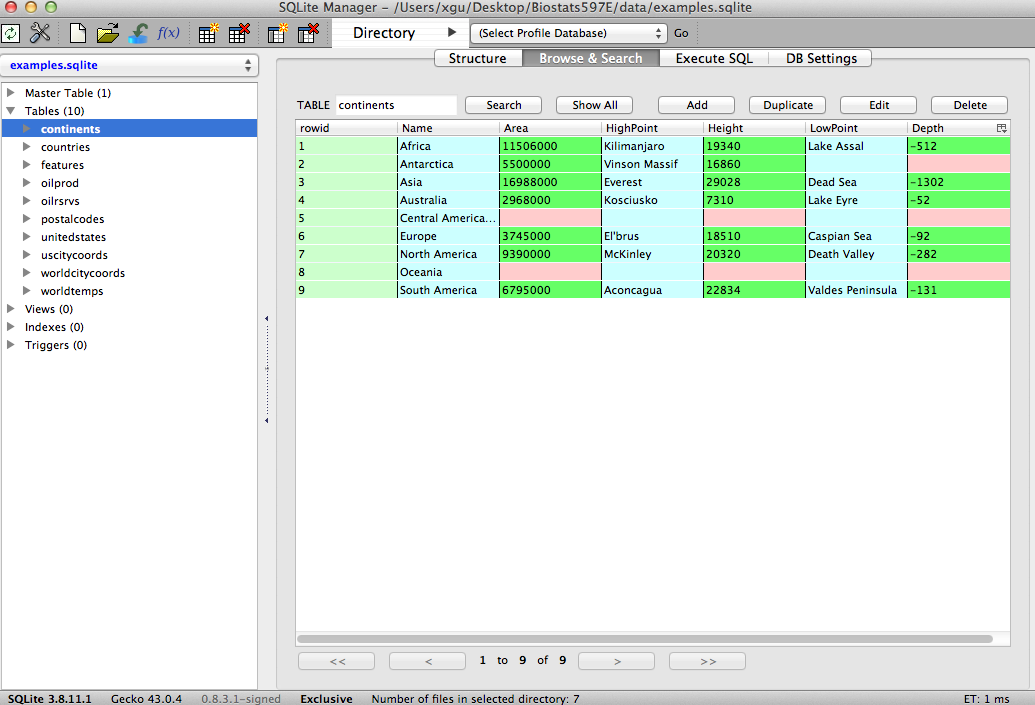 SQLite Manager - /Users/xgu/Desktop/Biostats597E/data/examples.sqlite
f(x) Directory (Select Profile Database) Go
examples.sqlite
Structure Browse & Search Execute SQL DB Settings
Master Table (1)
Tables (10)
continents
countries
features
oilprod
oilrsrvs
postalcodes
unitedstates
uscitycoords
worldcitycoords
worldtemps
Views (0)
Indexes (0)
Triggers (0)
TABLE continents Search Show All Add Duplicate Edit Delete
rowid Name Area HighPoint Height LowPoint Depth
1 Africa 11506000 Kilimanjaro 19340 Lake Assal -512
2 Antarctica 5500000 Vinson Massif 16860
3 Asia 16988000 Everest 29028 Dead Sea -1302
4 Australia 2968000 Kosciusko 7310 Lake Eyre -52
5 Central America...
6 Europe 3745000 El'brus 18510 Caspian Sea -92
7 North America 9390000 McKinley 20320 Death Valley -282
8 Oceania
9 South America 6795000 Aconcagua 22834 Valdes Peninsula -131
<< < 1 to 9 of 9 > >>
SQLite 3.8.11.1 Gecko 43.0.4 0.8.3.1-signed Exclusive Number of files in selected directory: 7 ET: 1 ms